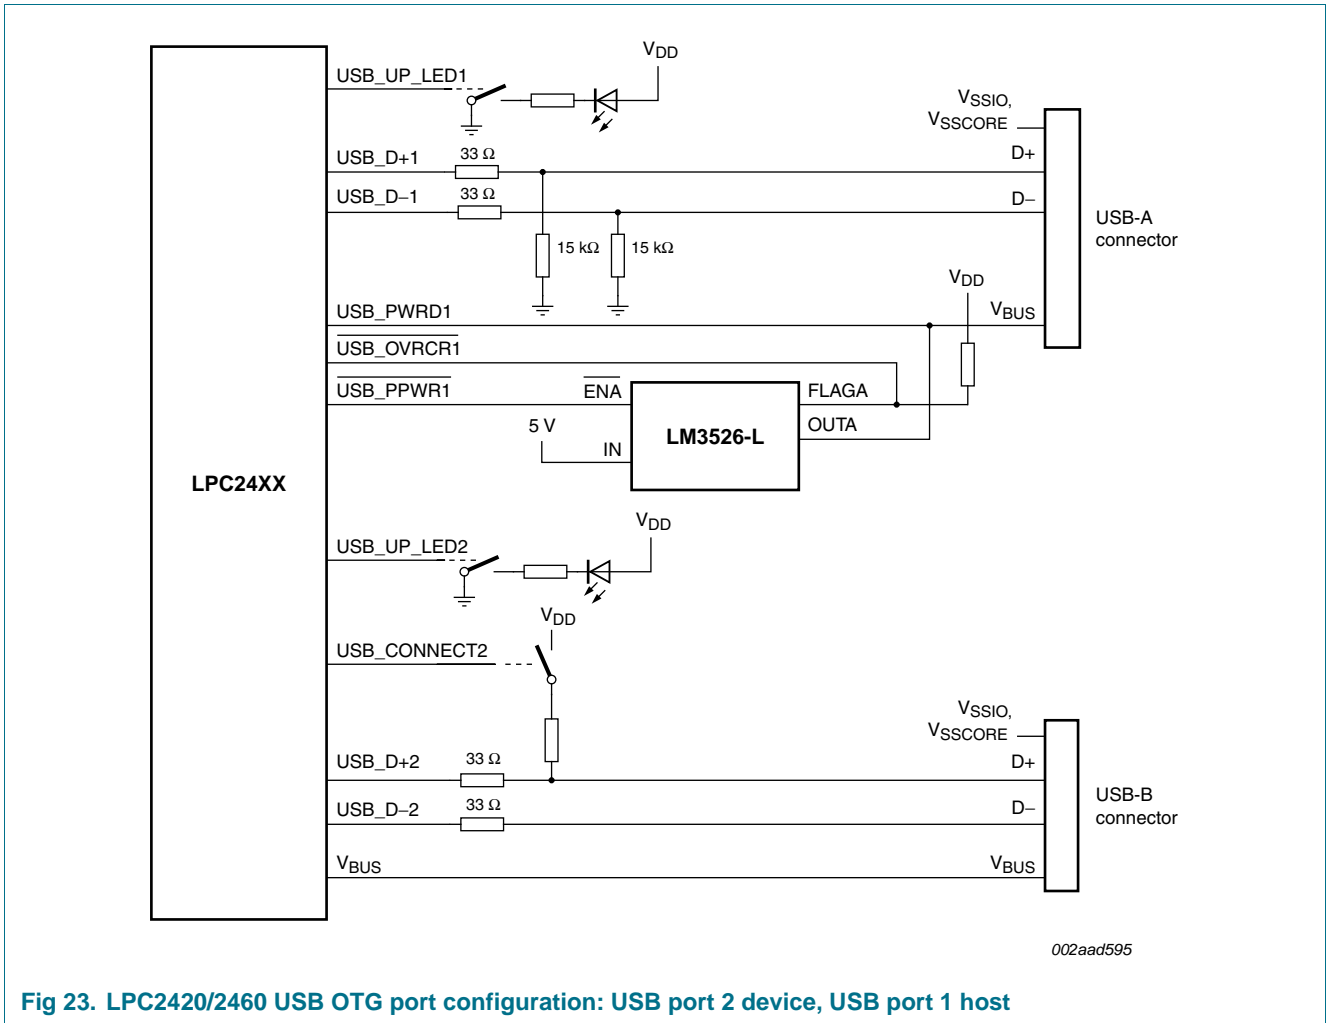 VDD
USB_UP_LED1
VSSIO,
VSSCORE
USB_D+1
33 Ω
D+
USB_D−1
33 Ω
D−
USB-A
connector
15 kΩ
15 kΩ
VDD
USB_PWRD1
VBUS
USB_OVRCR1
USB_PPWR1
ENA
FLAGA
5 V
OUTA
LM3526-L
IN
LPC24XX
VDD
USB_UP_LED2
VDD
USB_CONNECT2
VSSIO,
VSSCORE
USB_D+2
33 Ω
D+
USB_D−2
33 Ω
D−
USB-B
connector
VBUS
VBUS
002aad595
Fig 23. LPC2420/2460 USB OTG port configuration: USB port 2 device, USB port 1 host